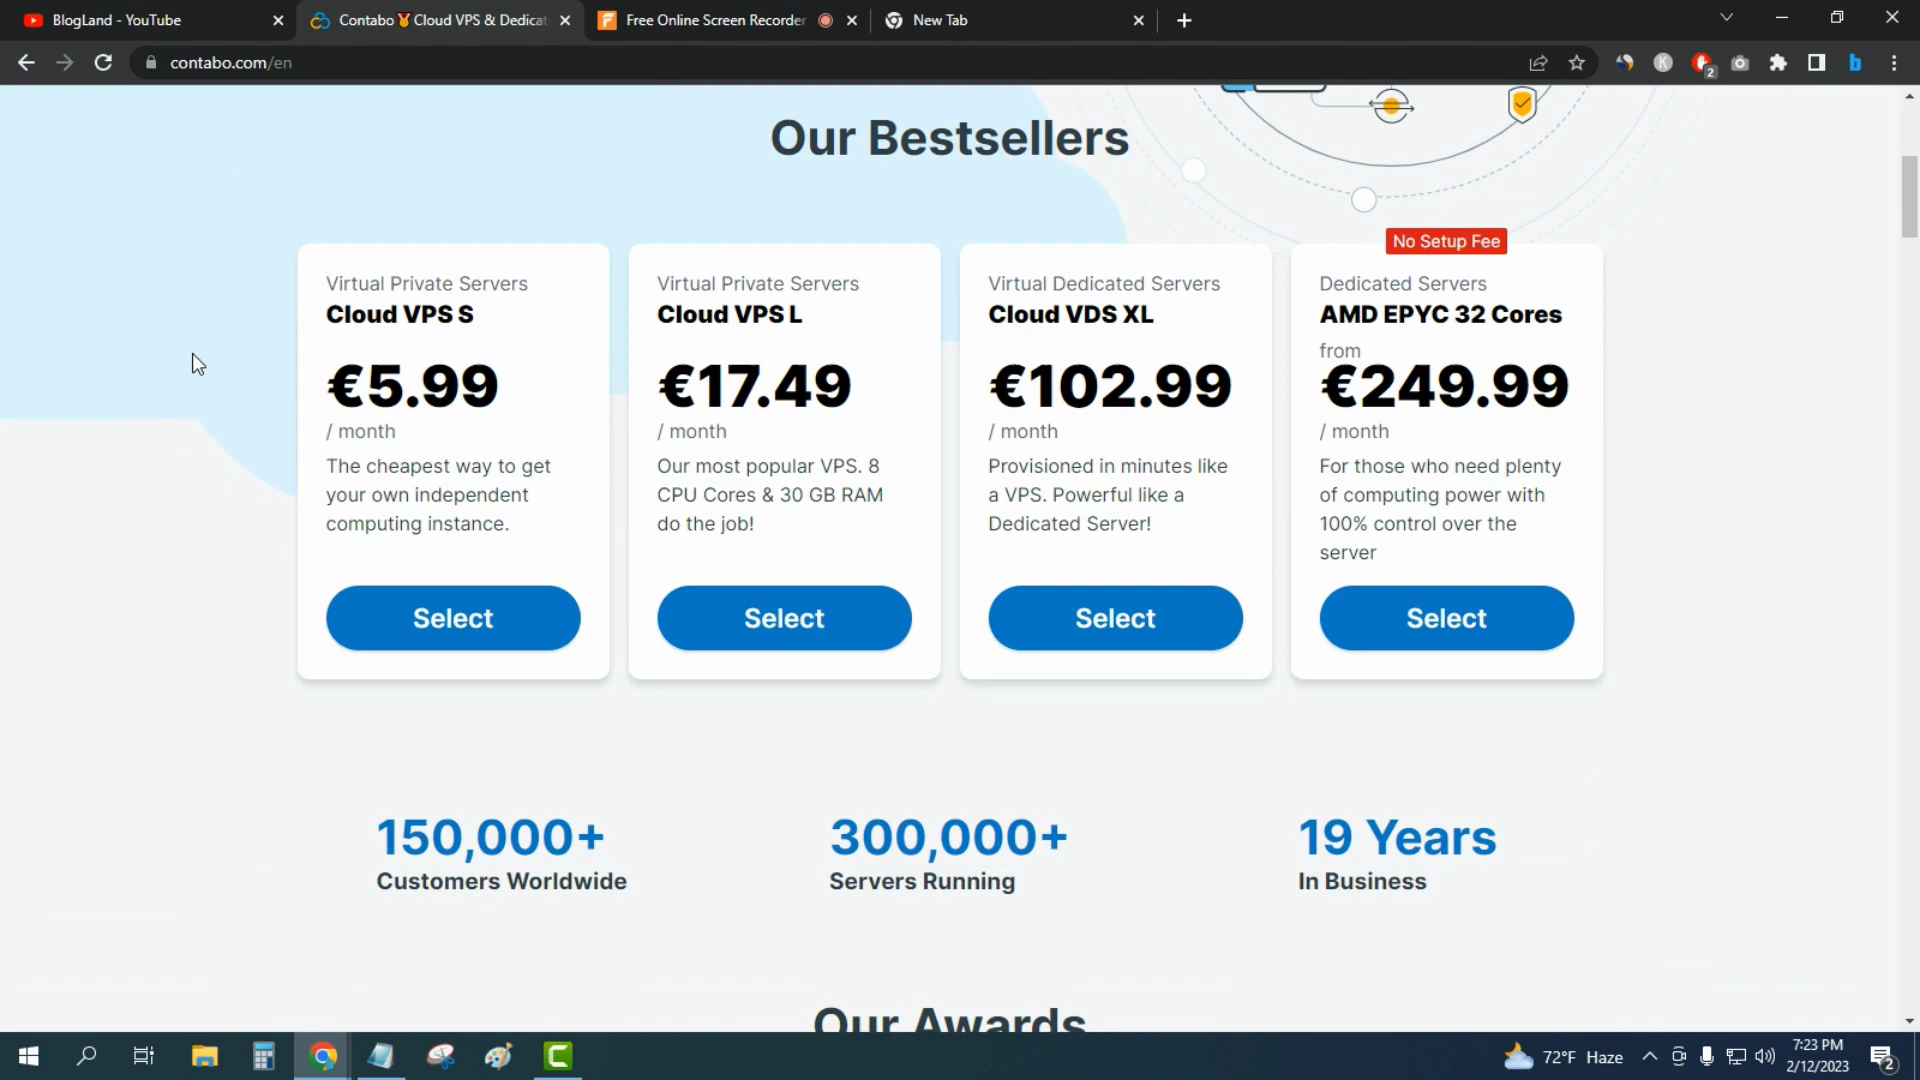 BlogLand - YouTube
Contabo🏅Cloud VPS & Dedicat
Free Online Screen Recorder
New Tab
contabo.com/en
2
Our Bestsellers
No Setup Fee
Virtual Private Servers
Cloud VPS S
€5.99
/ month
The cheapest way to get
your own independent
computing instance.
Select
Virtual Private Servers
Cloud VPS L
€17.49
/ month
Our most popular VPS. 8
CPU Cores & 30 GB RAM
do the job!
Select
Virtual Dedicated Servers
Cloud VDS XL
€102.99
/ month
Provisioned in minutes like
a VPS. Powerful like a
Dedicated Server!
Select
Dedicated Servers
AMD EPYC 32 Cores
from
€249.99
/ month
For those who need plenty
of computing power with
100% control over the
server
Select
150,000+
Customers Worldwide
300,000+
Servers Running
19 Years
In Business
Our Awards
72°F Haze
7:23 PM
2/12/2023
2